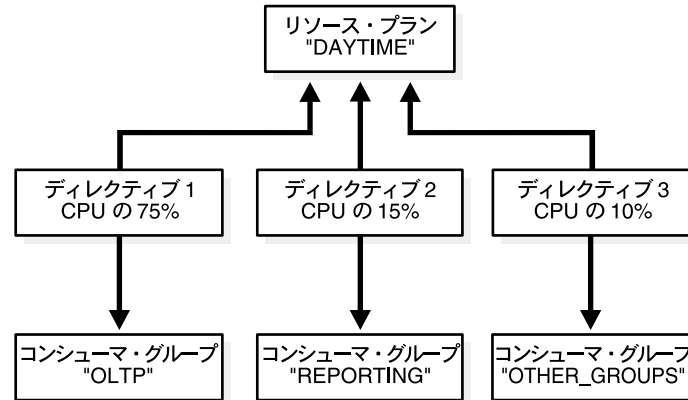 リソース・プラン
"DAYTIME"
ディレクティブ 1
CPU の 75%
ディレクティブ 2
CPU の 15%
ディレクティブ 3
CPU の 10%
コンシューマ・グループ
"OLTP"
コンシューマ・グループ
"REPORTING"
コンシューマ・グループ
"OTHER_GROUPS"